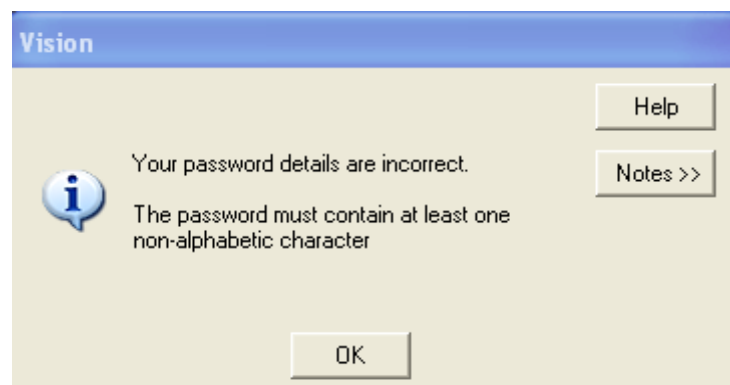 Vision
Help
Your password details are incorrect.
Notes >>
The password must contain at least one
non-alphabetic character
OK